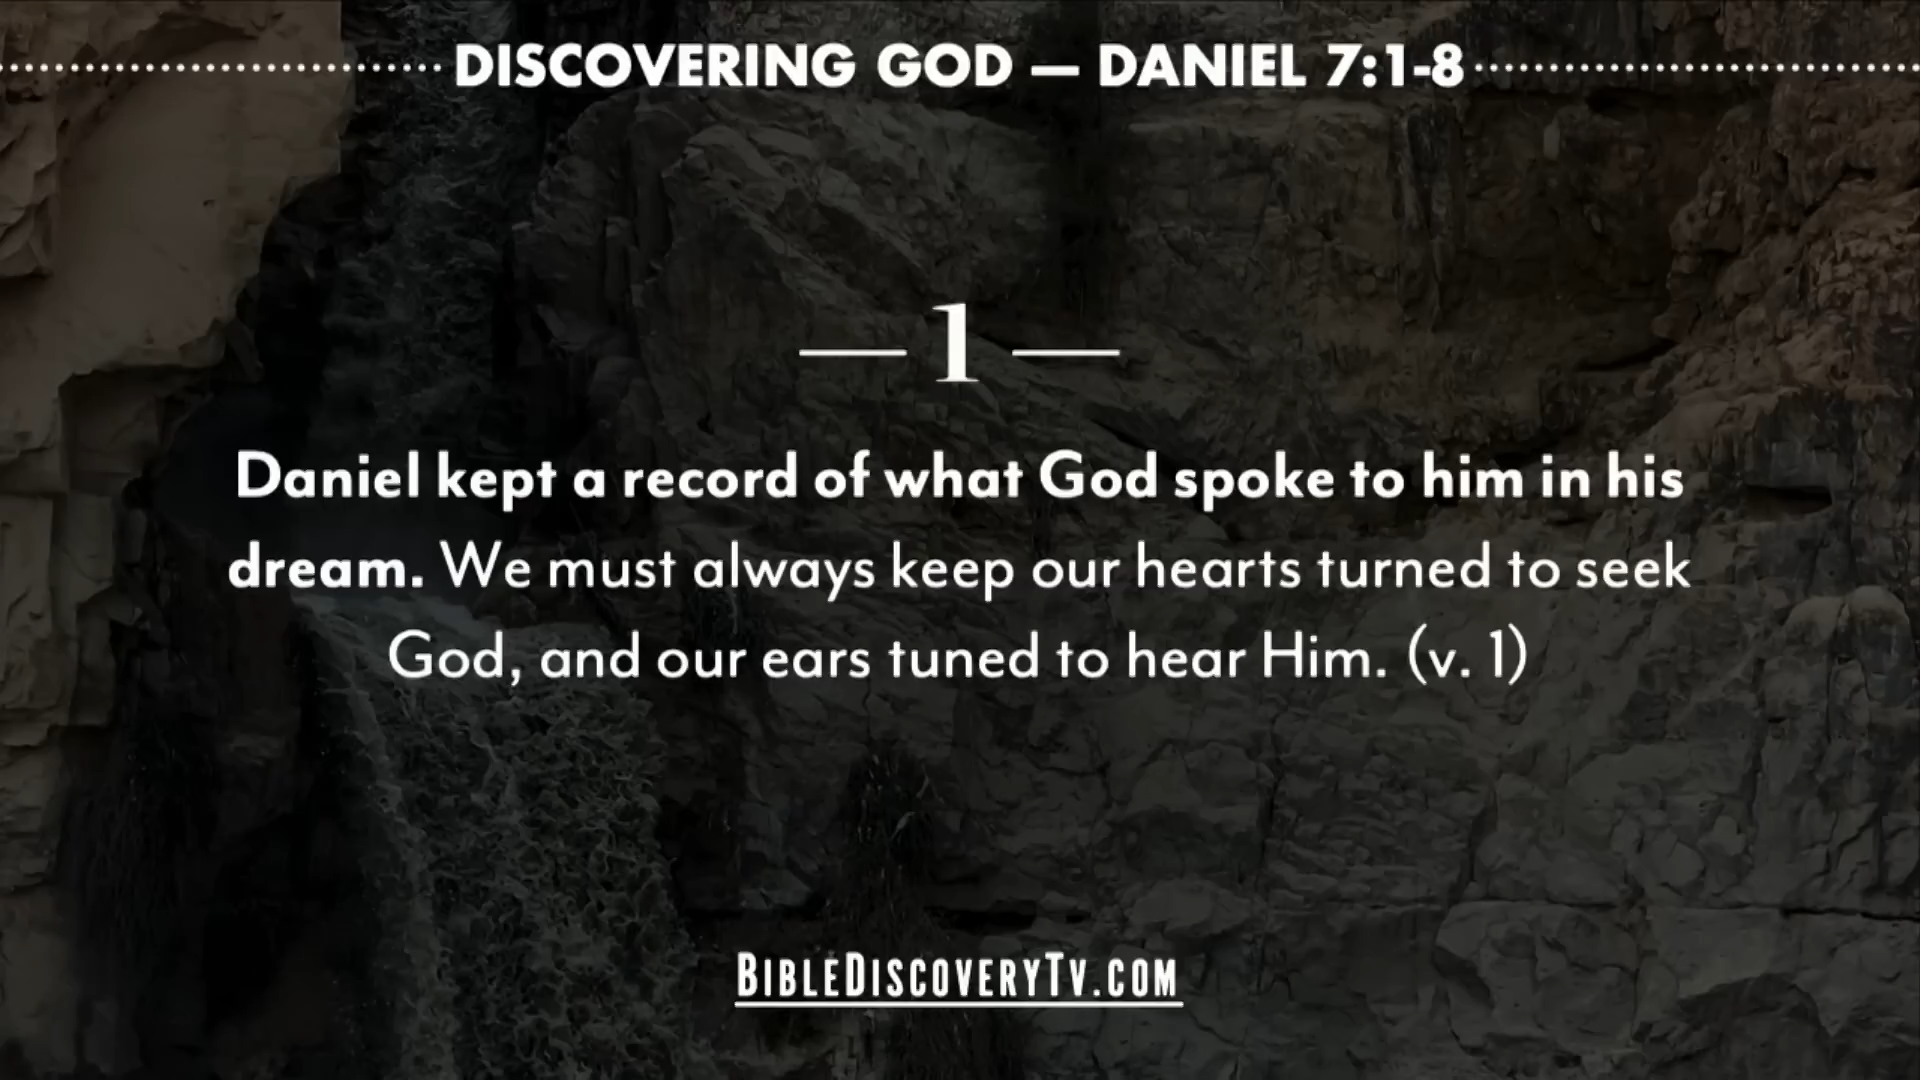 DISCOVERING GOD — DANIEL 7:1-8
— 1 —
Daniel kept a record of what God spoke to him in his
dream. We must always keep our hearts turned to seek
God, and our ears tuned to hear Him. (v. 1)
BIBLEDISCOVERYTV.COM